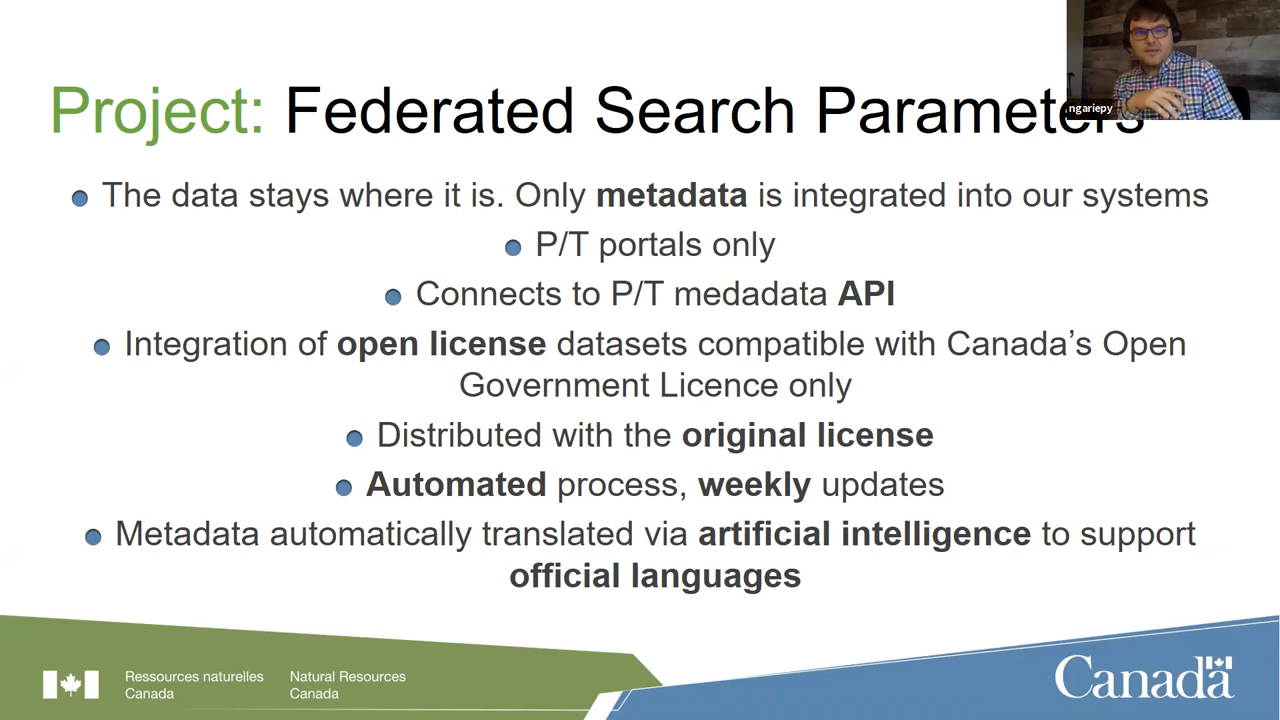 Project: Federated Search Parameters
ngariepy
The data stays where it is. Only metadata is integrated into our systems
P/T portals only
Connects to P/T medadata API
Integration of open license datasets compatible with Canada’s Open
Government Licence only
Distributed with the original license
Automated process, weekly updates
Metadata automatically translated via artificial intelligence to support
official languages
Ressources naturelles
Canada
Natural Resources
Canada
Canada